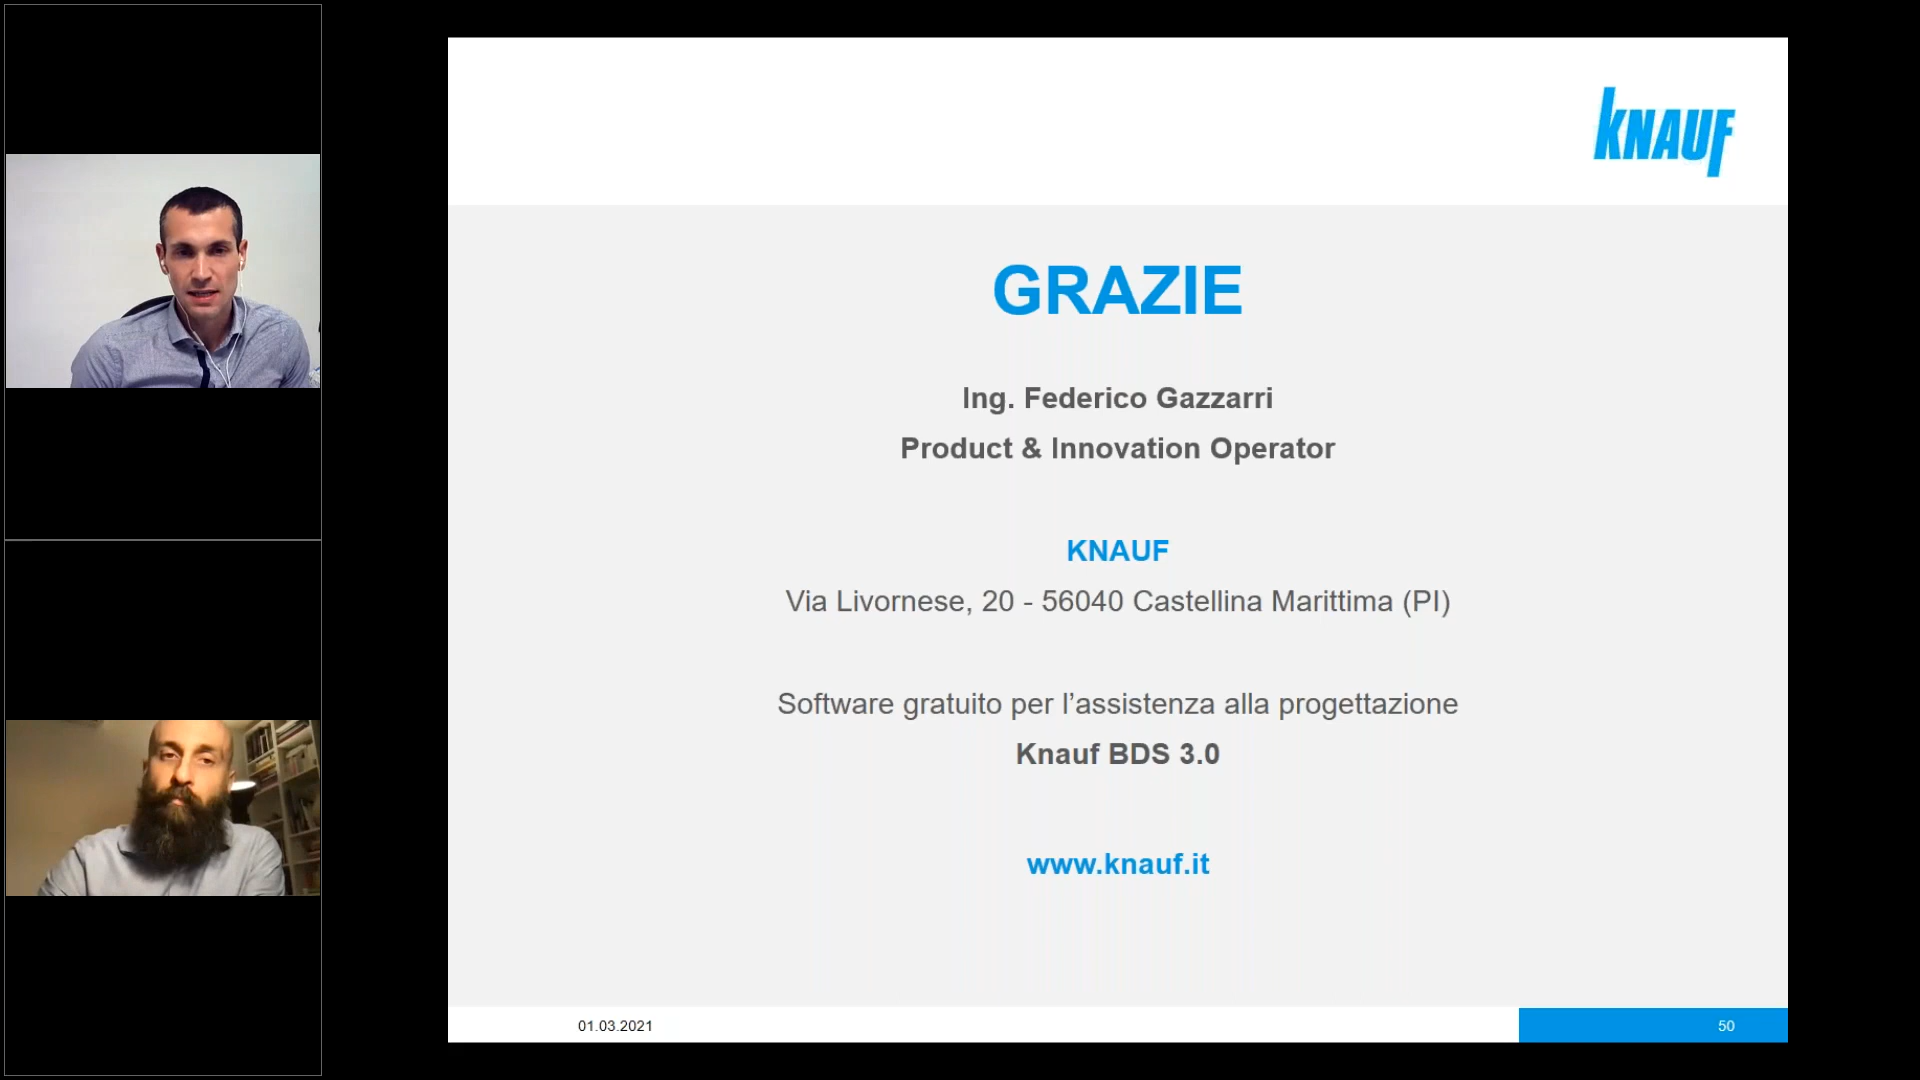 KNAUF
GRAZIE
Ing. Federico Gazzarri
Product & Innovation Operator
KNAUF
Via Livornese, 20 - 56040 Castellina Marittima (PI)
Software gratuito per l’assistenza alla progettazione
Knauf BDS 3.0
www.knauf.it
01.03.2021
50